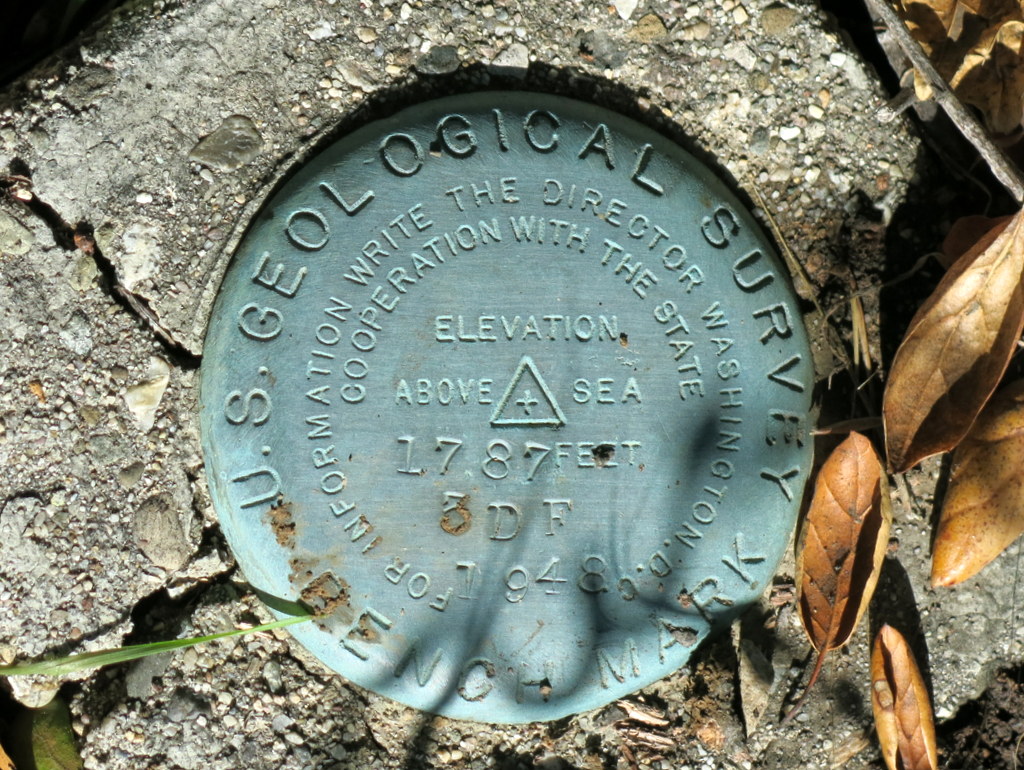 U.S. GEOLOGICAL SURVEY
FOR INFORMATION WRITE THE DIRECTOR WASHINGTON. D.C.
COOPERATION WITH THE STATE
ELEVATION
ABOVE SEA
1787 FEET
3 D F
1948
BENCH MARK